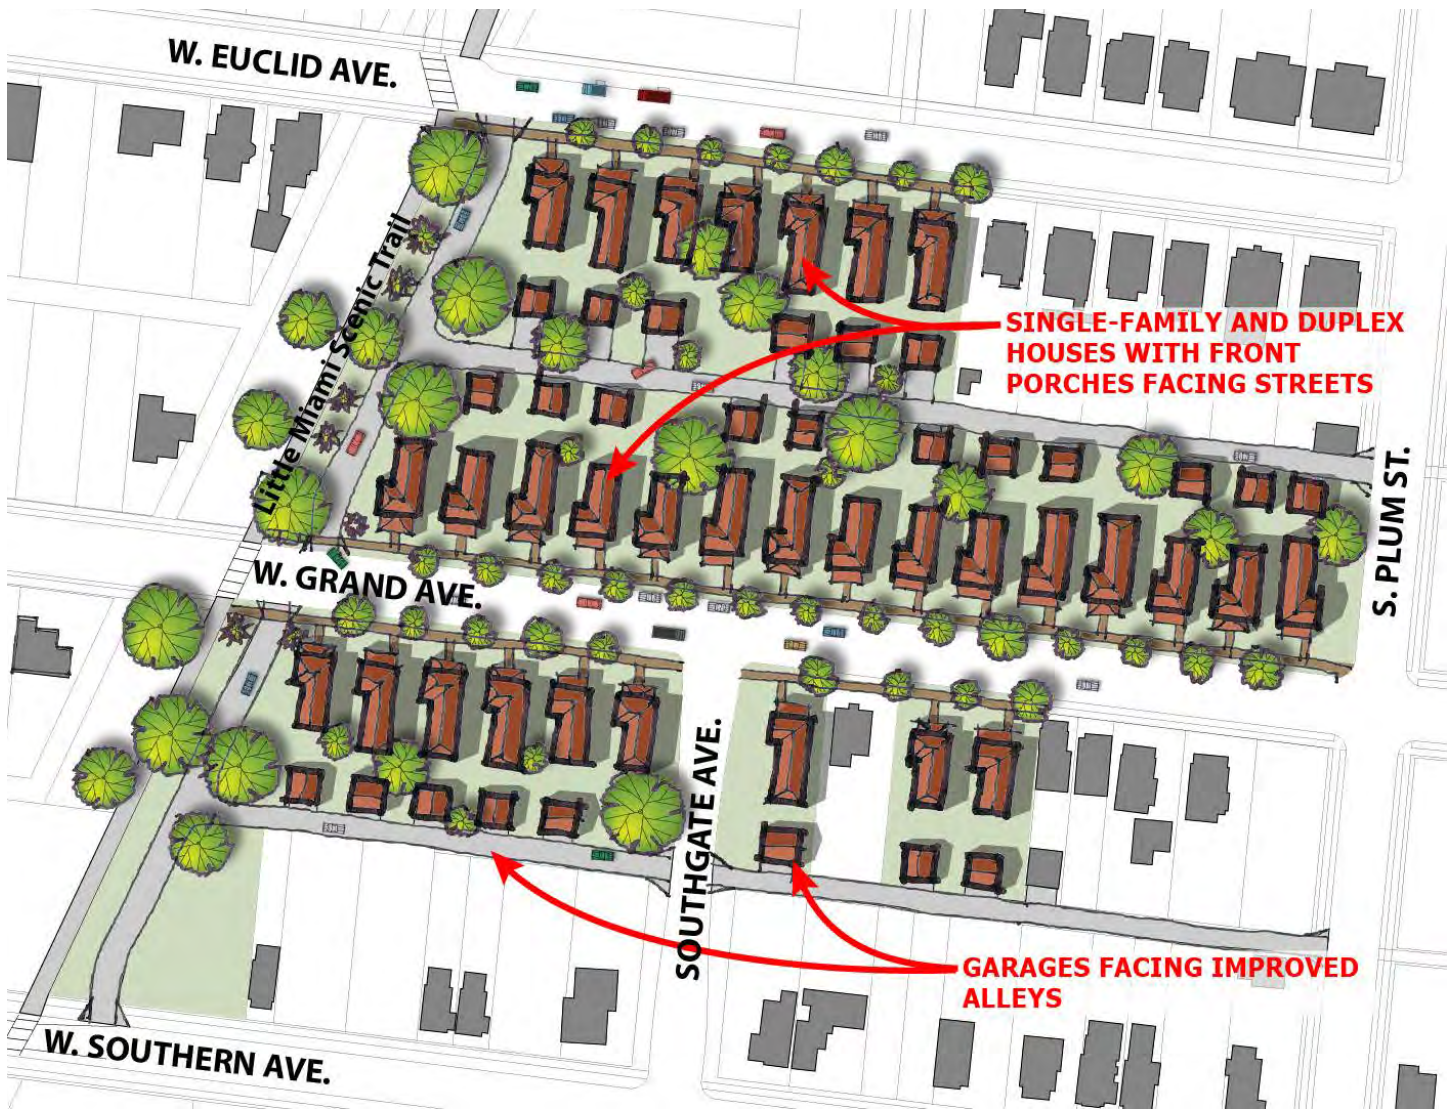 W. EUCLID AVE.
Little Miami Scenic Trail
SINGLE-FAMILY AND DUPLEX
HOUSES WITH FRONT
PORCHES FACING STREETS
S. PLUM ST.
W. GRAND AVE.
SOUTHGATE AVE.
GARAGES FACING IMPROVED
ALLEYS
W. SOUTHERN AVE.